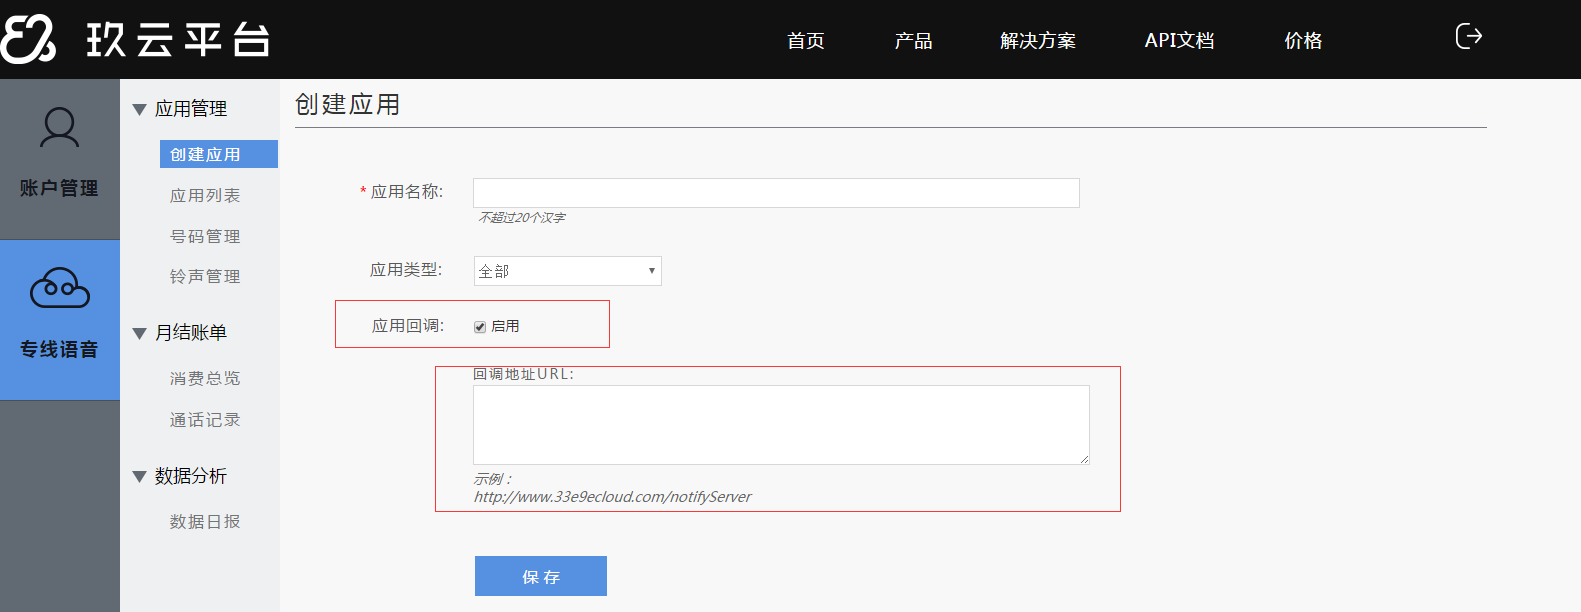 玖云平台
首页 产品 解决方案 API文档 价格
账户管理
专线语音
应用管理
创建应用
应用列表
号码管理
铃声管理
月结账单
消费总览
通话记录
数据分析
数据日报
创建应用
* 应用名称:
不超过20个汉字
应用类型: 全部
应用回调: 启用
回调地址URL:
示例：
http://www.33e9ecloud.com/notifyServer
保存